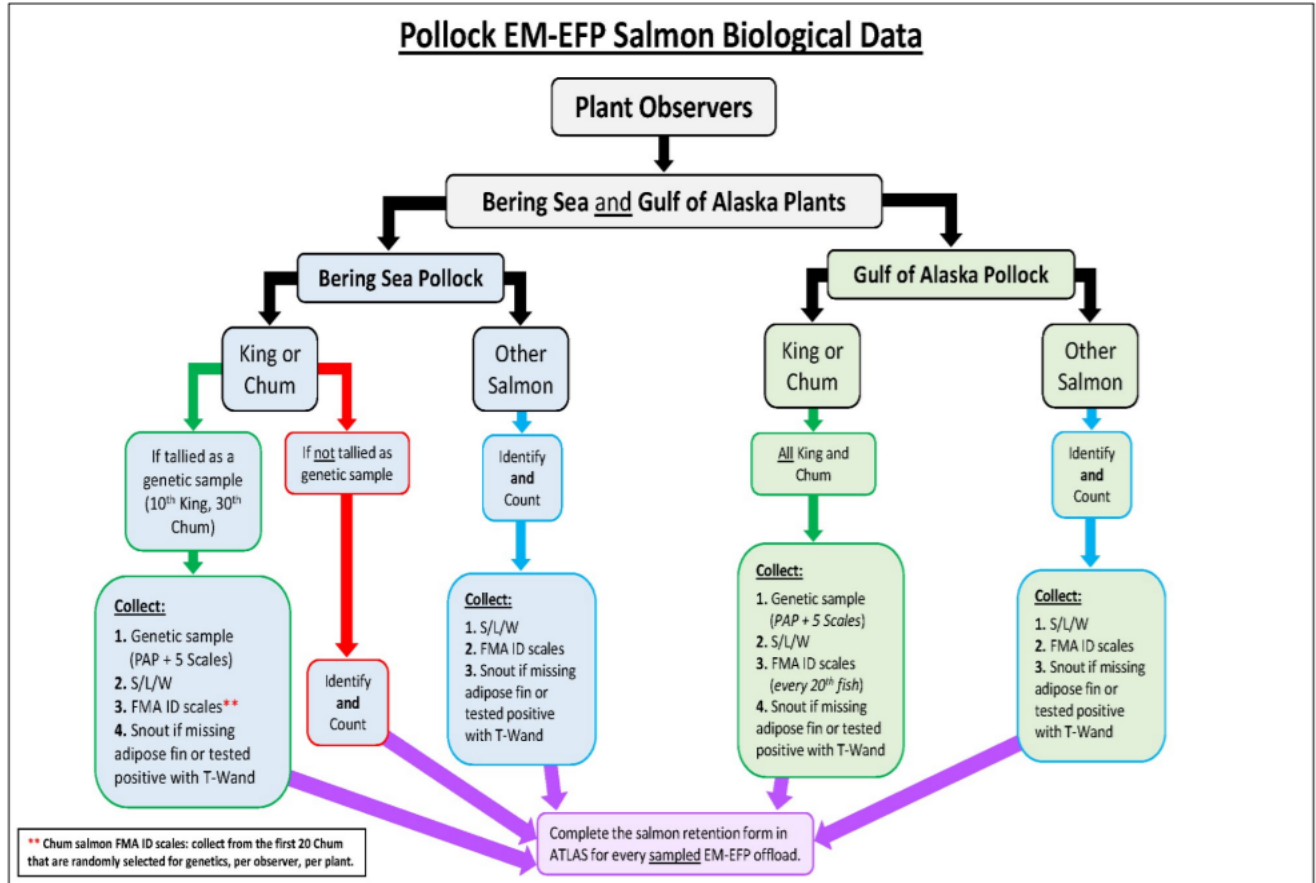 Pollock EM-EFP Salmon Biological Data
Plant Observers
Bering Sea and Gulf of Alaska Plants
Bering Sea Pollock
Gulf of Alaska Pollock
King or
Chum
Other
Salmon
King or
Chum
Other
Salmon
If tallied as a
genetic sample
(10th King, 30th
Chum)
If not tallied as
genetic sample
Identify
and
Count
All King and
Chum
Identify
and
Count
Collect:
1. Genetic sample
(PAP + 5 Scales)
2. S/L/W
3. FMA ID scales**
4. Snout if missing
adipose fin or tested
positive with T-Wand
Identify
and
Count
Collect:
1. S/L/W
2. FMA ID scales
3. Snout if missing
adipose fin or
tested positive
with T-Wand
Collect:
1. Genetic sample
(PAP + 5 Scales)
2. S/L/W
3. FMA ID scales
(every 20th fish)
4. Snout if missing
adipose fin or tested
positive with T-Wand
Collect:
1. S/L/W
2. FMA ID scales
3. Snout if missing
adipose fin or
tested positive
with T-Wand
** Chum salmon FMA ID scales: collect from the first 20 Chum
that are randomly selected for genetics, per observer, per plant.
Complete the salmon retention form in
ATLAS for every sampled EM-EFP offload.